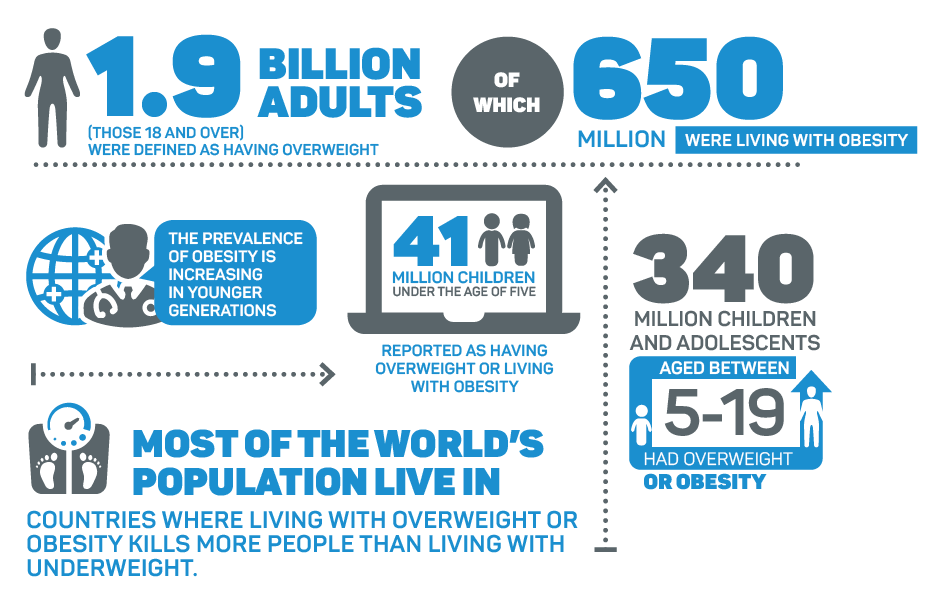 1.9 BILLION
ADULTS
(THOSE 18 AND OVER)
WERE DEFINED AS HAVING OVERWEIGHT
OF
WHICH
650
MILLION WERE LIVING WITH OBESITY
THE PREVALENCE
OF OBESITY IS
INCREASING
IN YOUNGER
GENERATIONS
41
MILLION CHILDREN
UNDER THE AGE OF FIVE
REPORTED AS HAVING
OVERWEIGHT OR LIVING
WITH OBESITY
340
MILLION CHILDREN
AND ADOLESCENTS
AGED BETWEEN
5-19
HAD OVERWEIGHT
OR OBESITY
MOST OF THE WORLD'S
POPULATION LIVE IN
COUNTRIES WHERE LIVING WITH OVERWEIGHT OR
OBESITY KILLS MORE PEOPLE THAN LIVING WITH
UNDERWEIGHT.